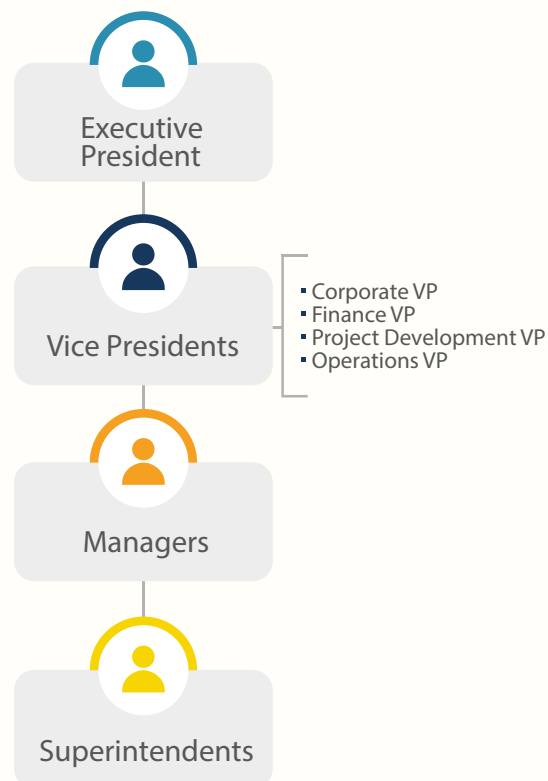 Executive
President
Vice Presidents
▪ Corporate VP
▪ Finance VP
▪ Project Development VP
▪ Operations VP
Managers
Superintendents